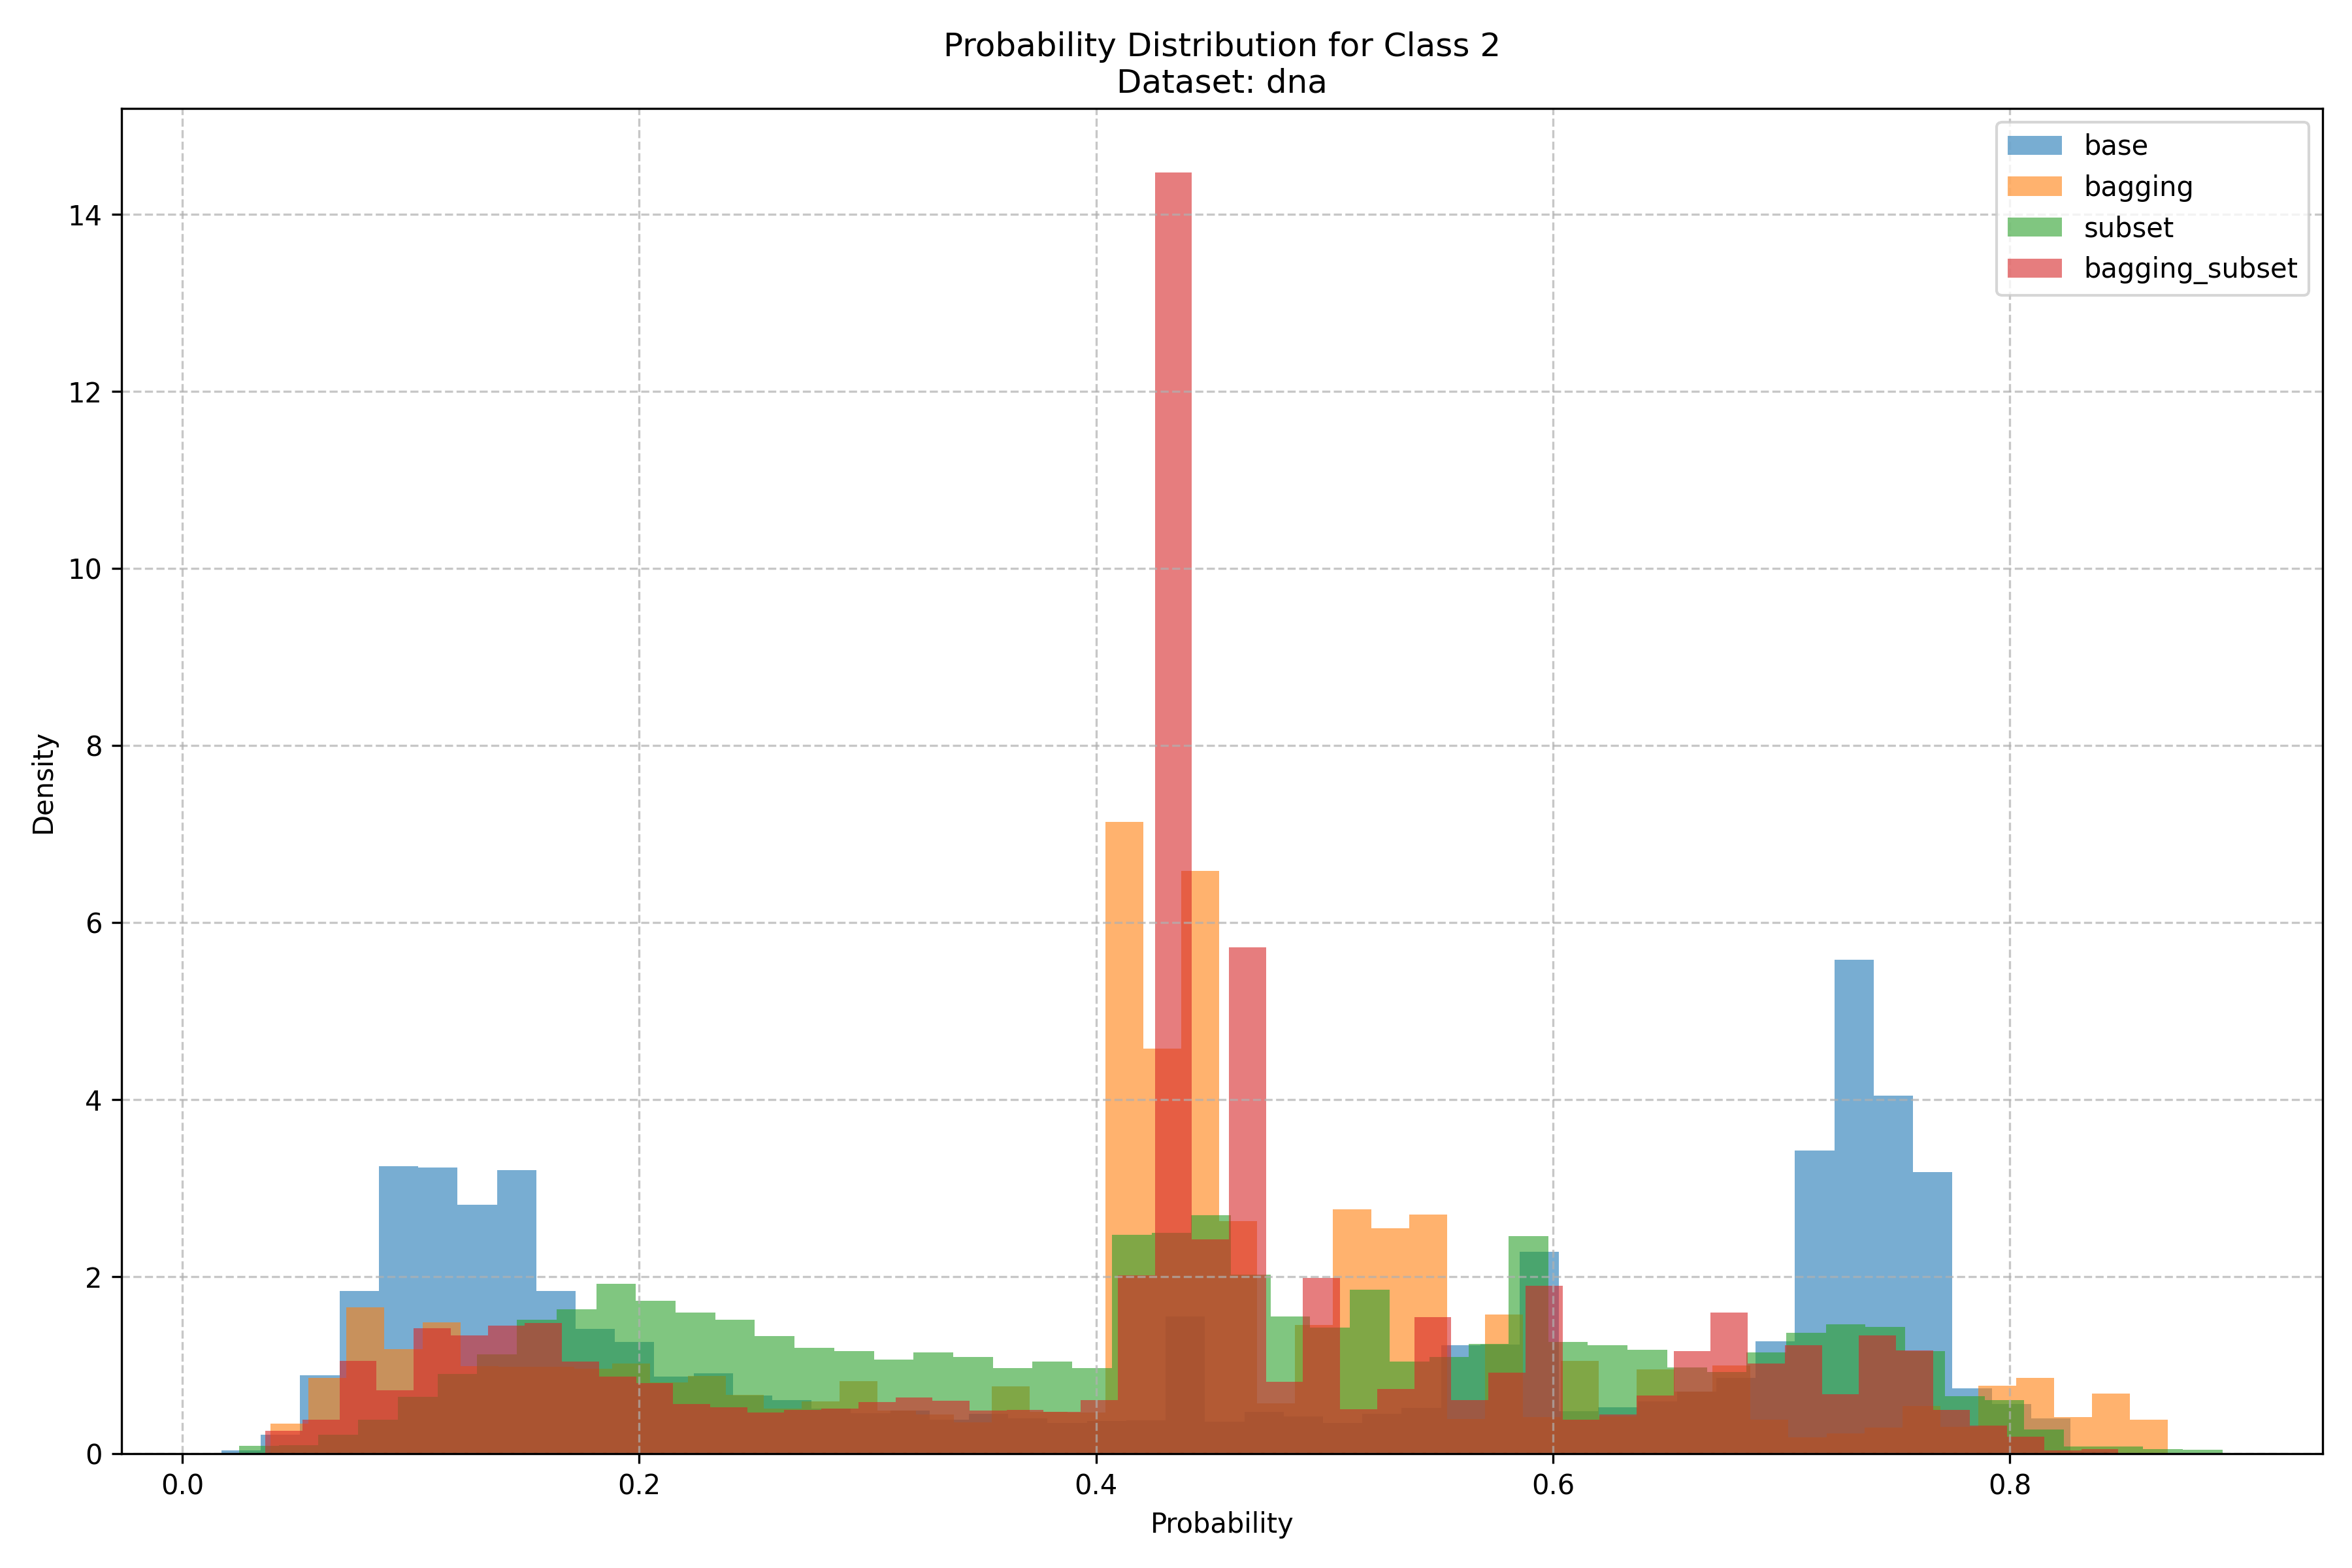 Probability Distribution for Class 2
Dataset: dna
base
bagging
subset
bagging_subset
Density
14
12
10
8
6
4
2
0
0.0 0.2 0.4 0.6 0.8
Probability